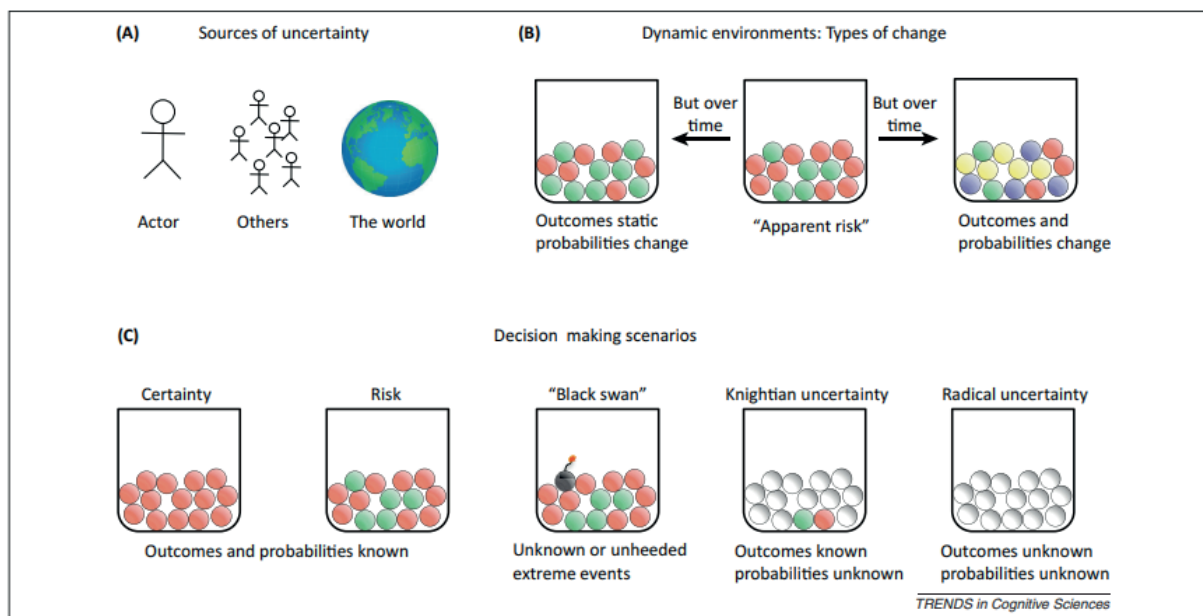 (A) Sources of uncertainty
(B) Dynamic environments: Types of change
But over
time
But over
time
Actor
Others
The world
Outcomes static
probabilities change
“Apparent risk”
Outcomes and
probabilities change
(C) Decision making scenarios
Certainty
Risk
“Black swan”
Knightian uncertainty
Radical uncertainty
Outcomes and probabilities known
Unknown or unheeded
extreme events
Outcomes known
probabilities unknown
Outcomes unknown
probabilities unknown
TRENDS in Cognitive Sciences